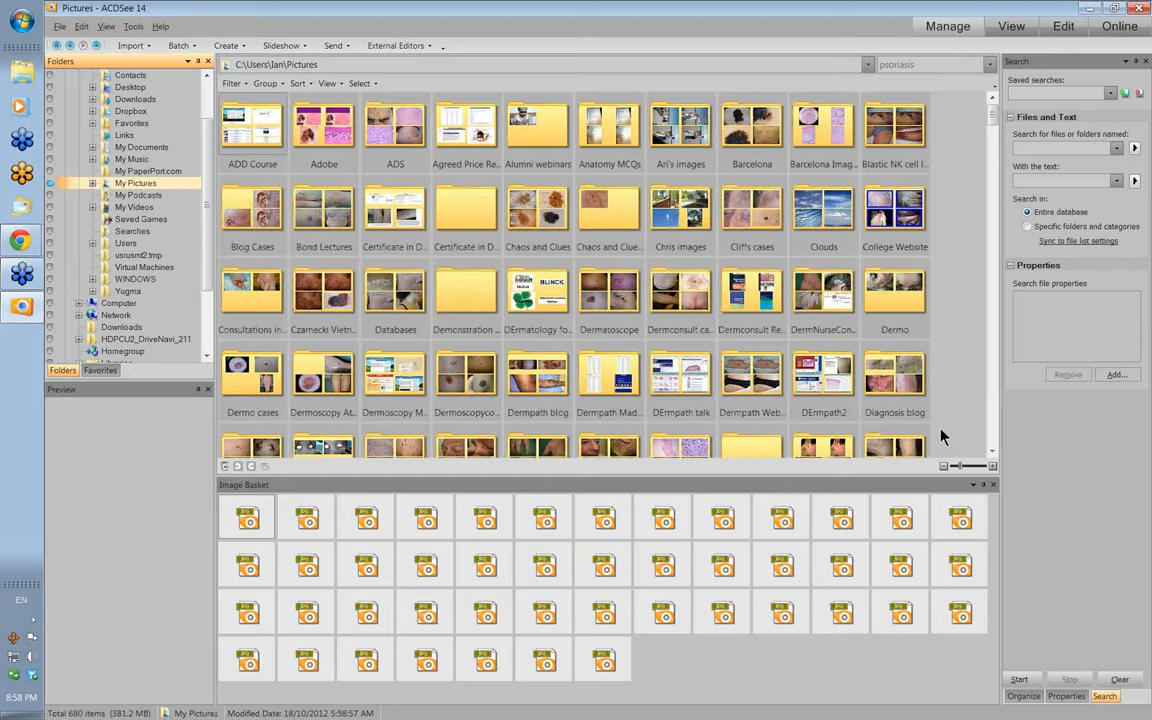 Pictures - ACDSee 14
File Edit View Tools Help
Manage View Edit Online
Import Batch Create Slideshow Send External Editors
Folders
Contacts
Desktop
Downloads
Dropbox
Favorites
Links
My Documents
My Music
My PaperPort.com
My Pictures
My Podcasts
My Videos
Saved Games
Searches
Users
usrusmt2.tmp
Virtual Machines
WINDOWS
Yugma
Computer
Network
Downloads
HDPCU2_DriveNavi_211
Homegroup
Folders Favorites
Preview
C:\Users\Ian\Pictures
psoriasis
Filter Group Sort View Select
ADD Course Adobe ADS Agreed Price Re... Alumni webinars Anatomy MCQs Ari's images Barcelona Barcelona Imag... Blastic NK cell l...
Blog Cases Bond Lectures Certificate in D... Certificate in D... Chaos and Clues Chaos and Clue... Chris images Cliff's cases Clouds College Website
Consultations in... Czarnecki Vietn... Databases Demonstration ... DErmatology fo... Dermatoscope Dermconsult ca... Dermconsult Re... DermNurseCon... Dermo
Dermo cases Dermoscopy At... Dermoscopy M... Dermoscopyco... Dermpath blog Dermpath Mad... DErmpath talk Dermpath Web... DErmpath2 Diagnosis blog
Image Basket
Search
Saved searches:
Files and Text
Search for files or folders named:
With the text:
Search in:
Entire database
Specific folders and categories
Sync to file list settings
Properties
Search file properties
Remove Add...
Start Stop Clear
Organize Properties Search
EN
8:58 PM
Total 680 items (381.2 MB) My Pictures Modified Date: 18/10/2012 5:58:57 AM